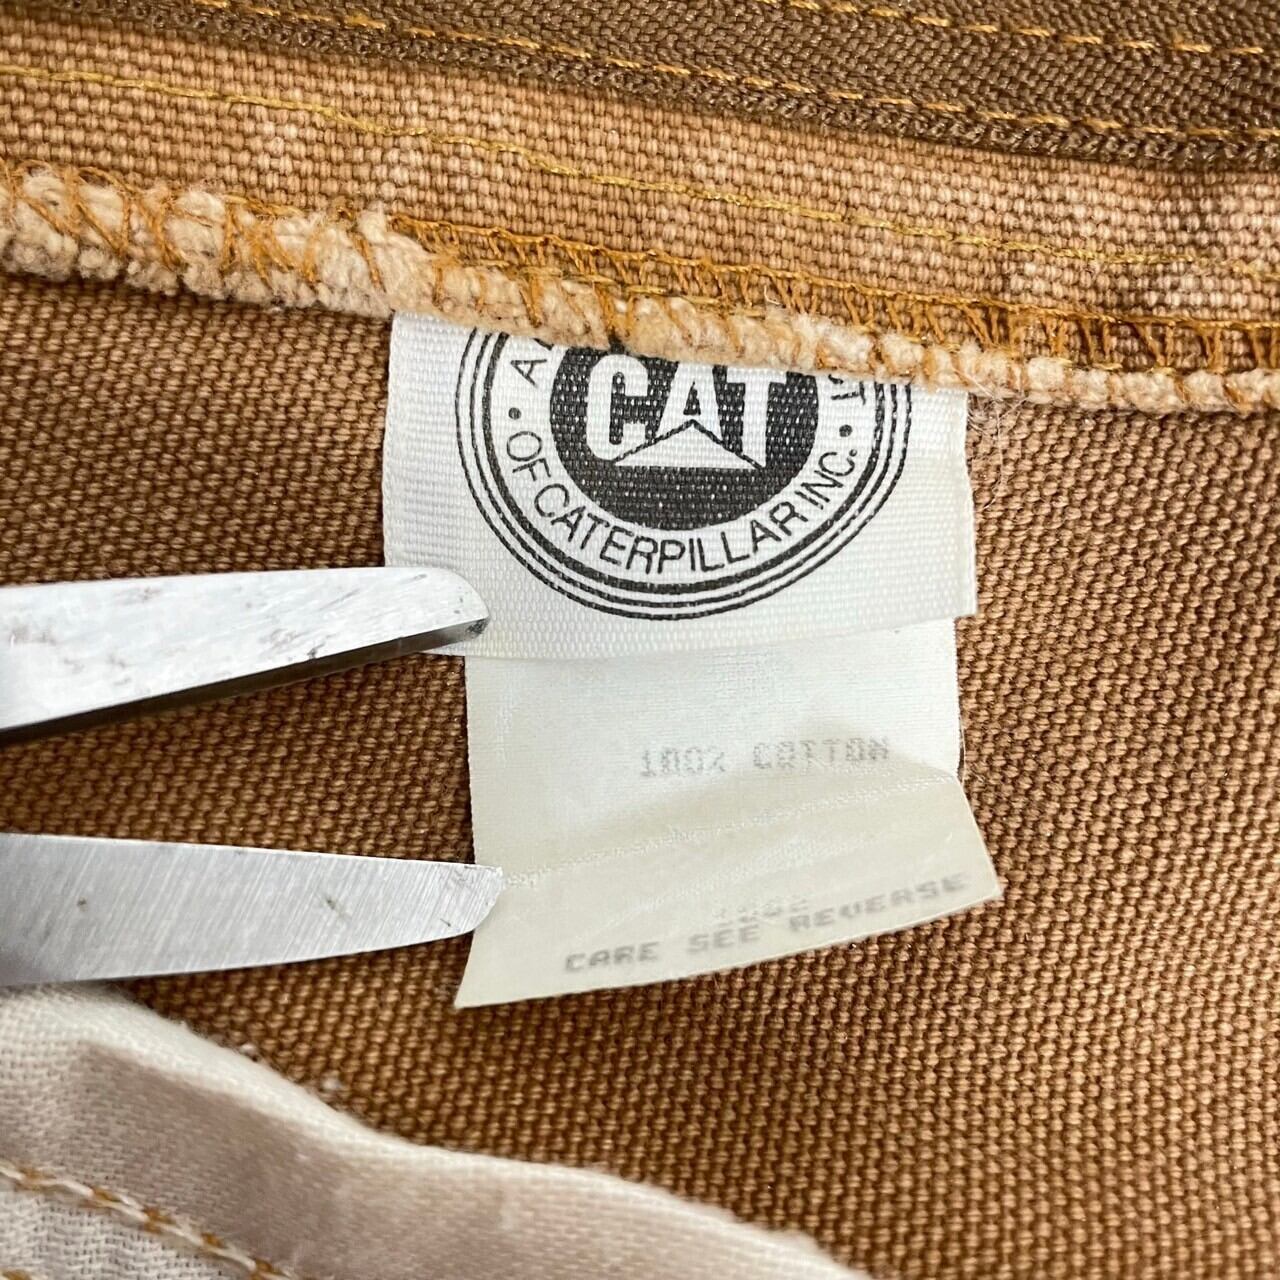 CAT
OF CATERPILLAR INC.
100% COTTON
CARE SEE REVERSE